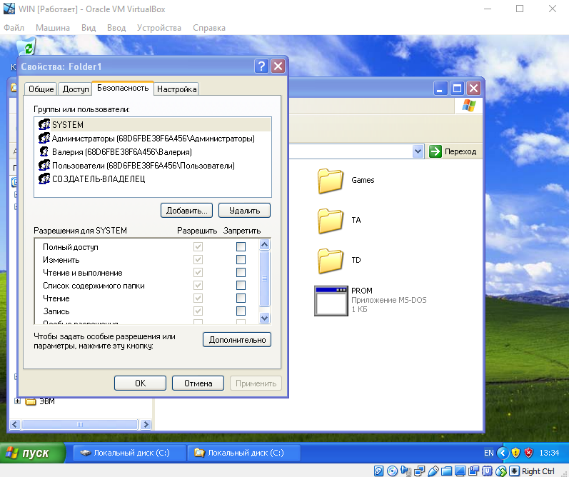 WIN [Работает] - Oracle VM VirtualBox
Файл Машина Вид Ввод Устройства Справка
Свойства: Folder1
Общие Доступ Безопасность Настройка
Группы или пользователи:
SYSTEM
Администраторы (68D6FBE38F6A456\Администраторы)
Валерия (68D6FBE38F6A456\Валерия)
Пользователи (68D6FBE38F6A456\Пользователи)
СОЗДАТЕЛЬ-ВЛАДЕЛЕЦ
Добавить... Удалить
Разрешения для SYSTEM Разрешить Запретить
Полный доступ
Изменить
Чтение и выполнение
Список содержимого папки
Чтение
Запись
Чтобы задать особые разрешения или
параметры, нажмите эту кнопку:
Дополнительно
OK Отмена Применить
Переход
Games
TA
TD
PROM
Приложение MS-DOS
1 КБ
ЭВМ
пуск Локальный диск (C:) Локальный диск (C:) EN 13:34
Right Ctrl